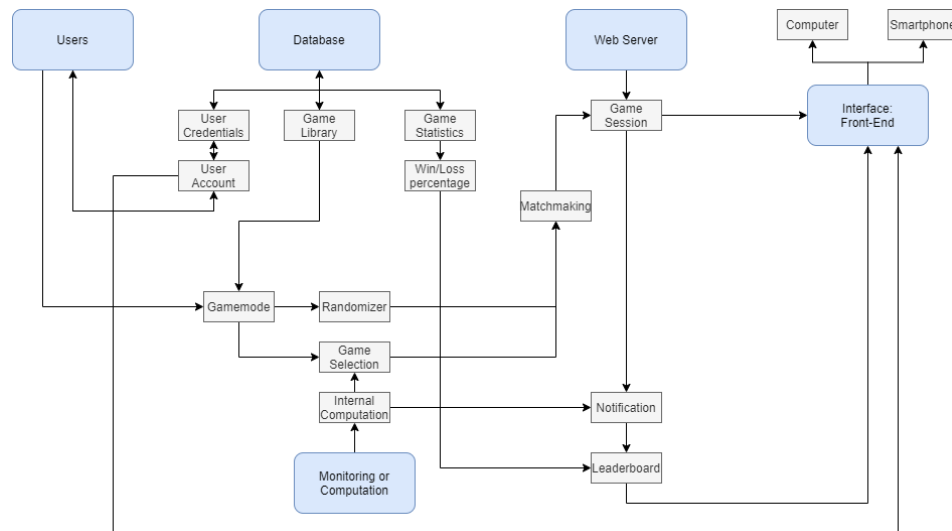 Users
Database
Web Server
Computer
Smartphone
Interface:
Front-End
User
Credentials
Game
Library
Game
Statistics
Game
Session
User
Account
Win/Loss
percentage
Matchmaking
Gamemode
Randomizer
Game
Selection
Internal
Computation
Notification
Monitoring or
Computation
Leaderboard